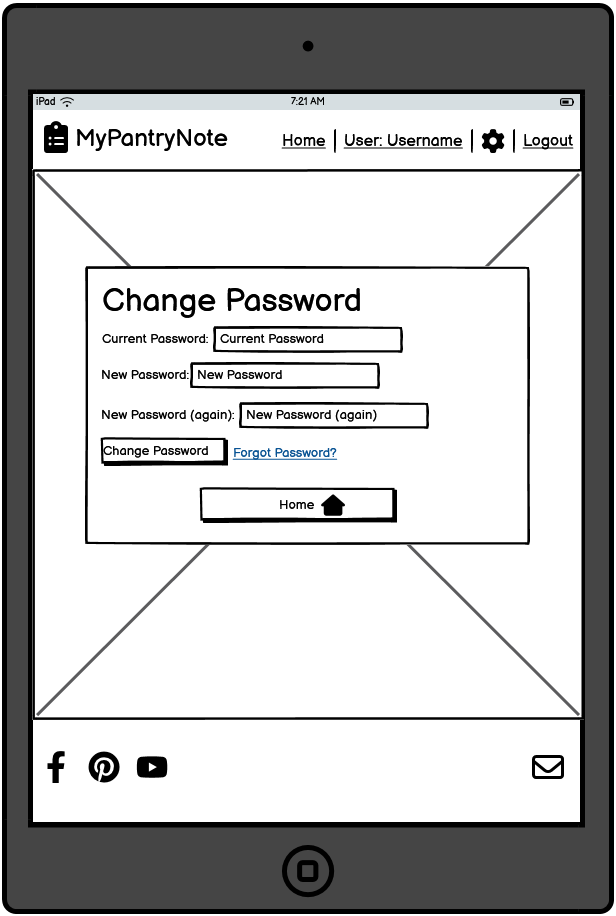 iPad 7:21 AM
MyPantryNote Home User: Username Logout
Change Password
Current Password: Current Password
New Password: New Password
New Password (again): New Password (again)
Change Password Forgot Password?
Home